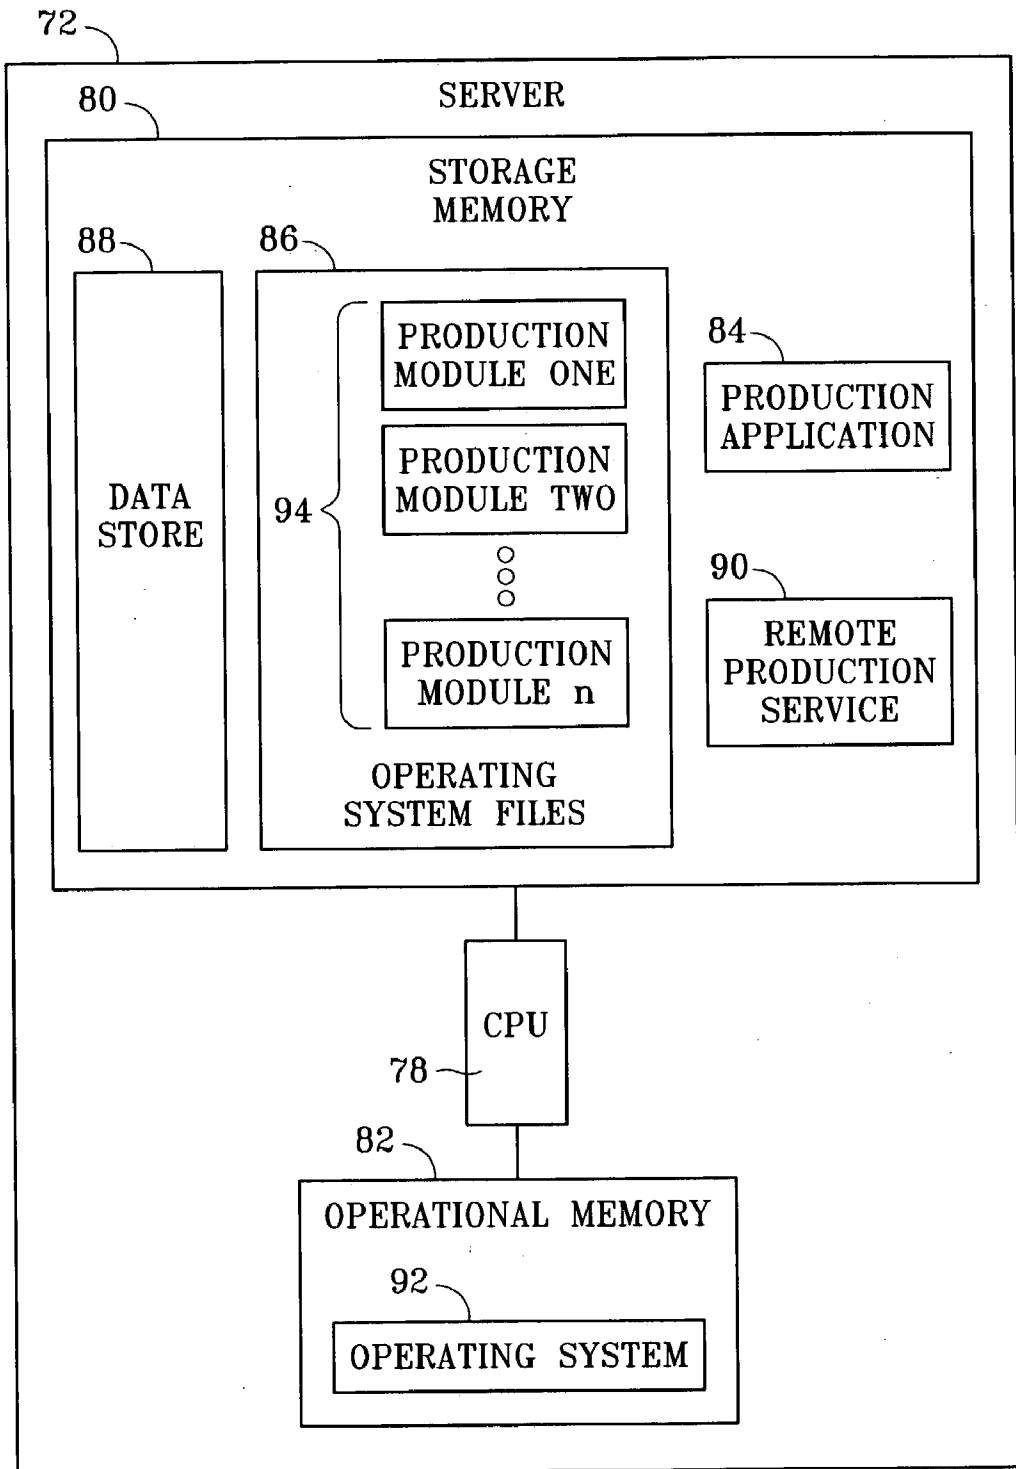 72
SERVER
80
STORAGE
MEMORY
88
DATA
STORE
86
94
PRODUCTION
MODULE ONE
PRODUCTION
MODULE TWO
PRODUCTION
MODULE n
OPERATING
SYSTEM FILES
84
PRODUCTION
APPLICATION
90
REMOTE
PRODUCTION
SERVICE
CPU
78
82
OPERATIONAL MEMORY
92
OPERATING SYSTEM